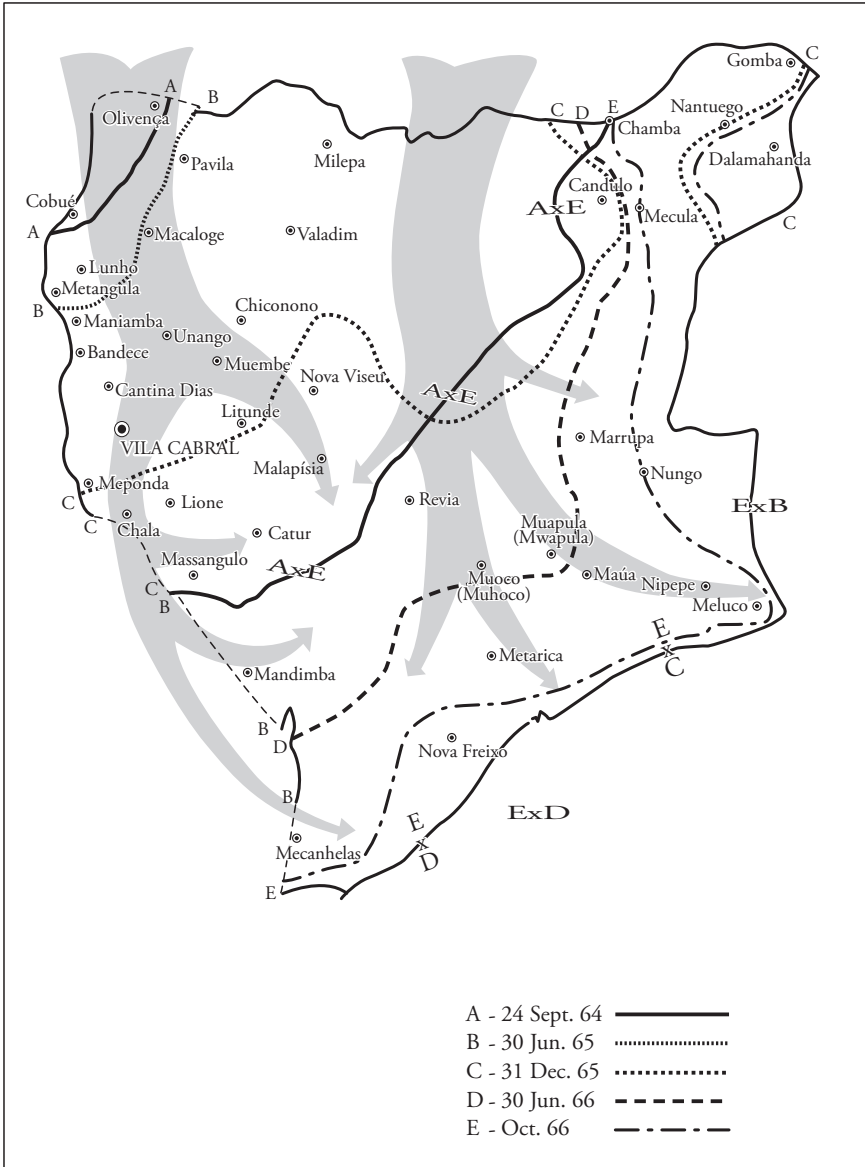 Gomba
C
A
B
Olivença
Nantuego
C
D
E
Chamba
Milepa
Pavila
Dalamahanda
Candulo
Cobué
AxE
Mecula
A
Macaloge
Valadim
C
Lunho
Metangula
Chiconono
B
Maniamba
Unango
Bandece
Muembe
Nova Viseu
Cantina Dias
AxE
Litunde
VILA CABRAL
Marrupa
Malapísia
Nungo
Meponda
C
Lione
Revia
ExB
C
Chala
Muapula
(Mwapula)
Catur
Massangulo
AxE
Muoco
(Muhoco)
Maúa
Nipepe
C
B
Meluco
E
x
C
Metarica
Mandimba
B
D
Nova Freixo
B
ExD
E
x
D
Mecanhelas
E
A - 24 Sept. 64
B - 30 Jun. 65
C - 31 Dec. 65
D - 30 Jun. 66
E - Oct. 66